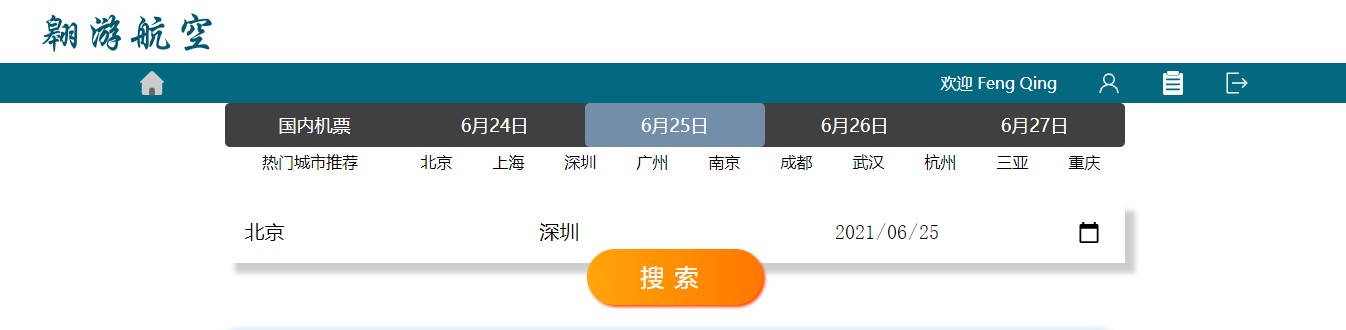 翱游航空
欢迎 Feng Qing
国内机票 6月24日 6月25日 6月26日 6月27日
热门城市推荐 北京 上海 深圳 广州 南京 成都 武汉 杭州 三亚 重庆
北京 深圳 2021/06/25
搜索